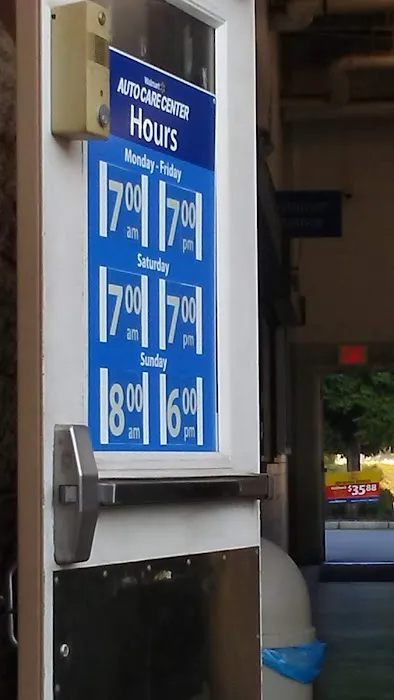 Walmart
AUTO CARE CENTER
Hours
Monday - Friday
7:00 am 7:00 pm
Saturday
7:00 am 7:00 pm
Sunday
8:00 am 6:00 pm
$35.88